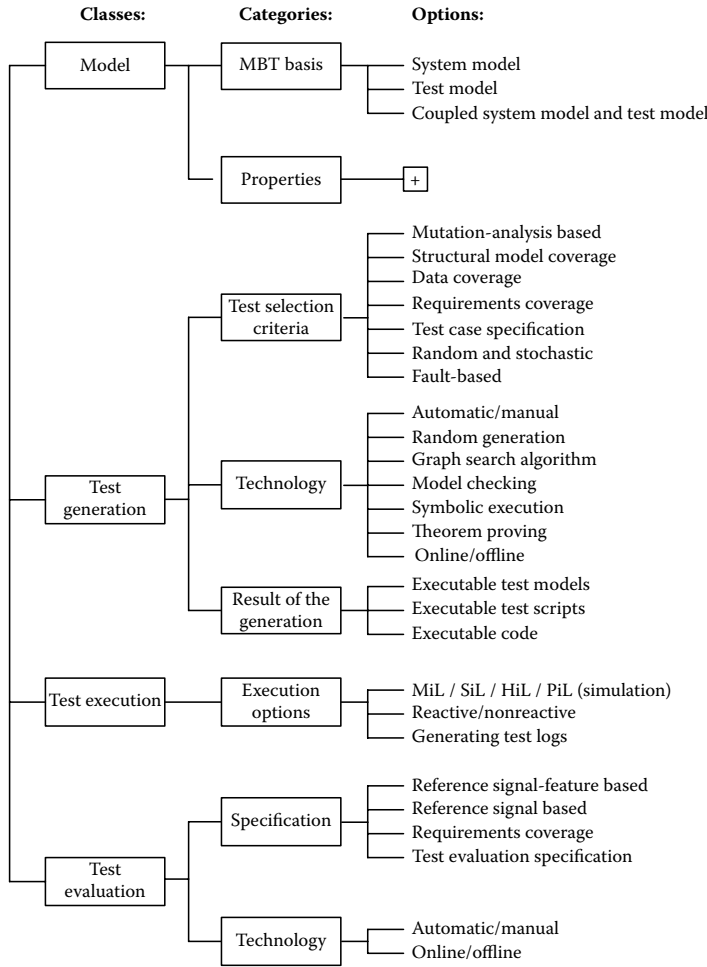 Classes: Categories: Options:
Model
MBT basis
System model
Test model
Coupled system model and test model
Properties
+
Test generation
Test selection criteria
Mutation-analysis based
Structural model coverage
Data coverage
Requirements coverage
Test case specification
Random and stochastic
Fault-based
Technology
Automatic/manual
Random generation
Graph search algorithm
Model checking
Symbolic execution
Theorem proving
Online/offline
Result of the generation
Executable test models
Executable test scripts
Executable code
Test execution
Execution options
MiL / SiL / HiL / PiL (simulation)
Reactive/nonreactive
Generating test logs
Test evaluation
Specification
Reference signal-feature based
Reference signal based
Requirements coverage
Test evaluation specification
Technology
Automatic/manual
Online/offline